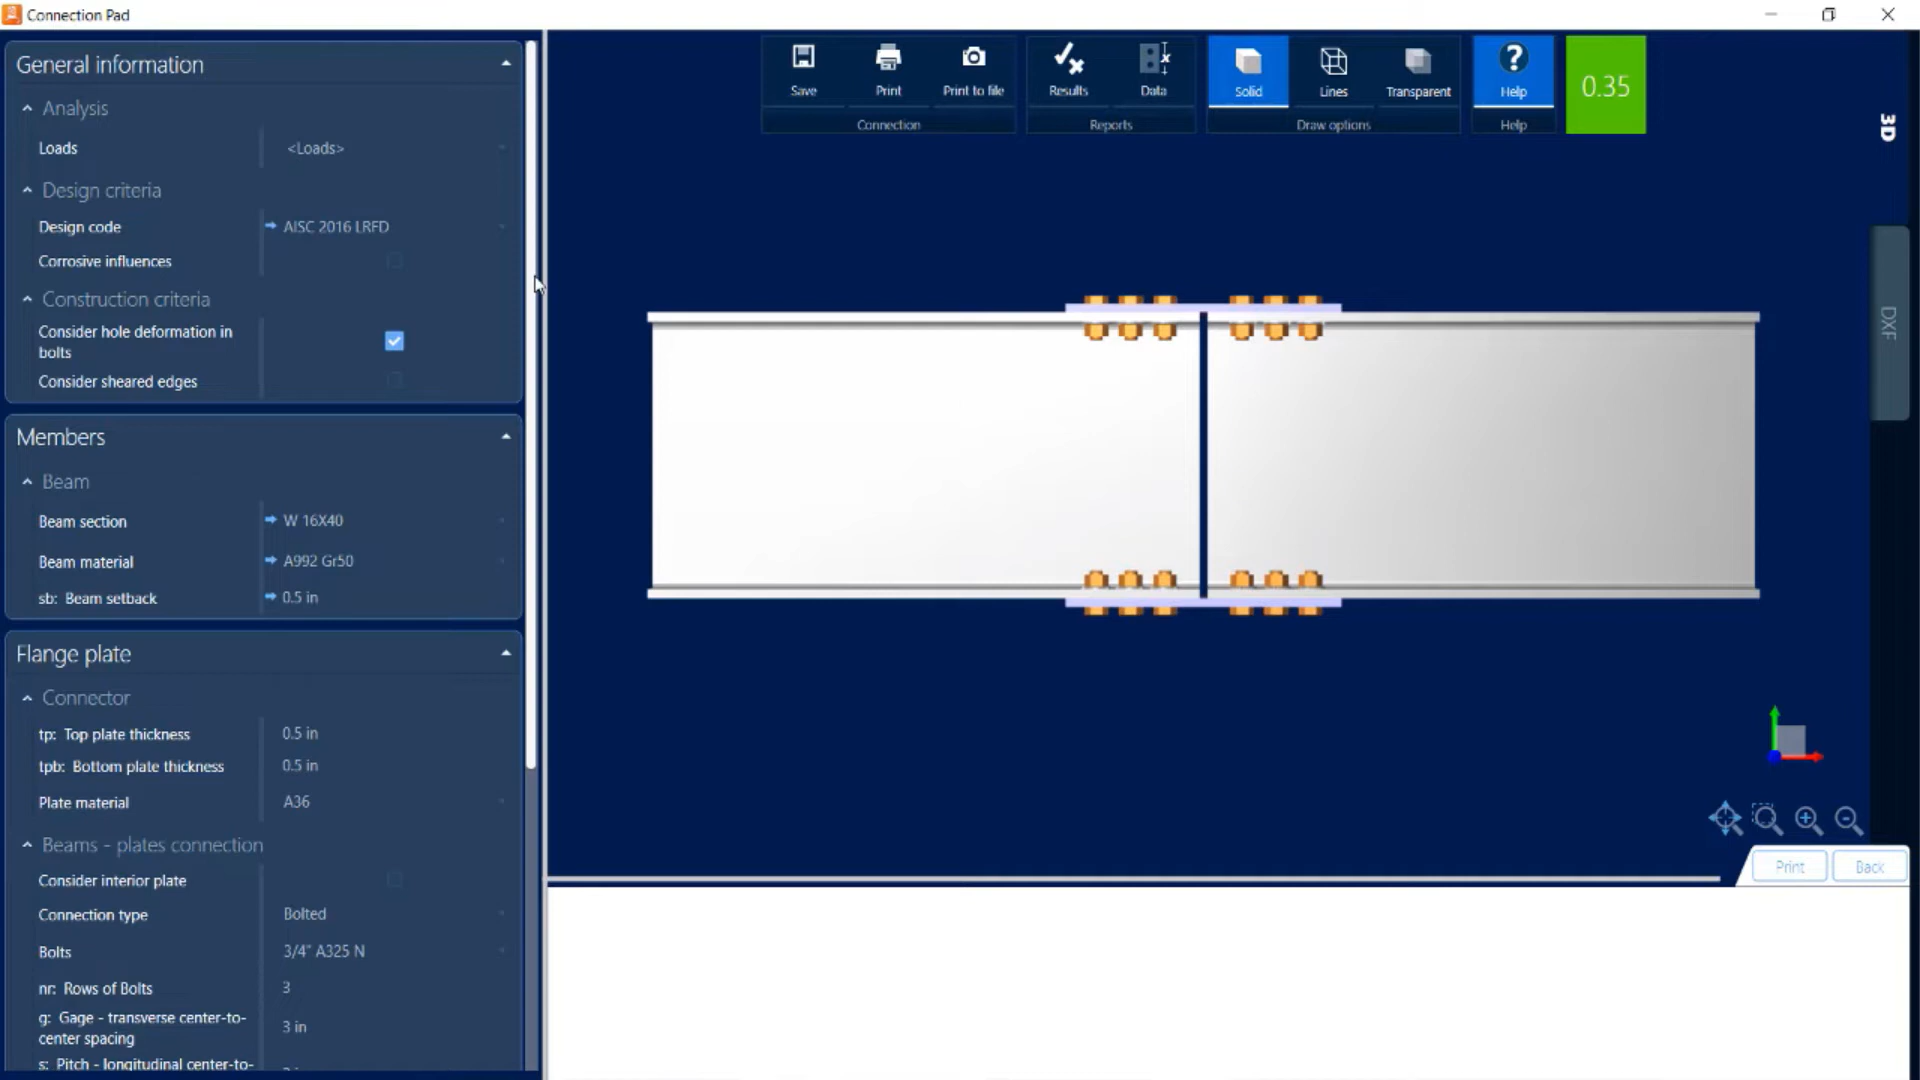 Connection Pad
General information
Analysis
Loads
<Loads>
Design criteria
Design code
AISC 2016 LRFD
Corrosive influences
Construction criteria
Consider hole deformation in
bolts
Consider sheared edges
Members
Beam
Beam section
W 16X40
Beam material
A992 Gr50
sb: Beam setback
0.5 in
Flange plate
Connector
tp: Top plate thickness
0.5 in
tpb: Bottom plate thickness
0.5 in
Plate material
A36
Beams - plates connection
Consider interior plate
Connection type
Bolted
Bolts
3/4" A325 N
nr: Rows of Bolts
3
g: Gage - transverse center-to-
center spacing
3 in
s: Pitch - longitudinal center-to-
Save
Print
Print to file
Connection
Results
Data
Reports
Solid
Lines
Transparent
Draw options
Help
Help
0.35
3D
DXF
Print
Back